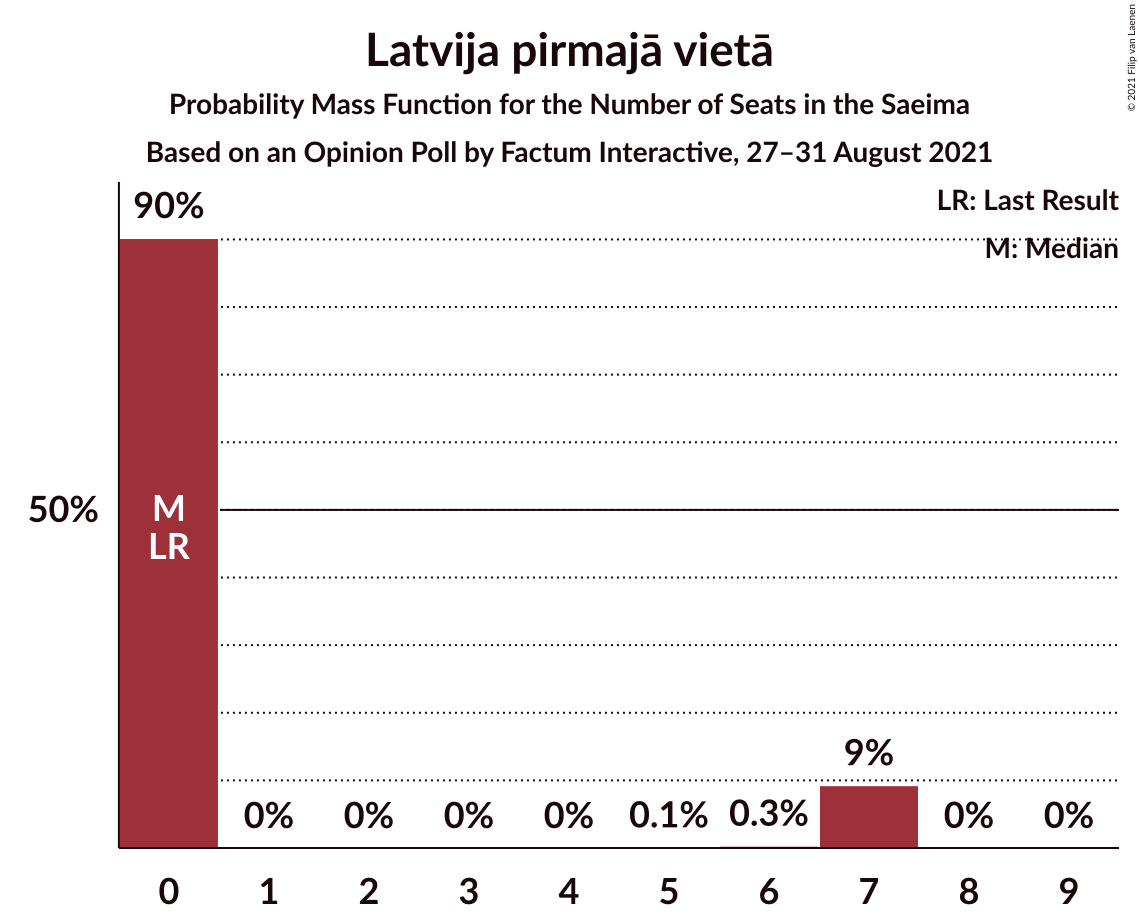 Latvija pirmajā vietā
Probability Mass Function for the Number of Seats in the Saeima
Based on an Opinion Poll by Factum Interactive, 27–31 August 2021
© 2021 Filip van Laenen
LR: Last Result
M: Median
90%
50%
M
LR
0% 0% 0% 0% 0.1% 0.3% 9% 0% 0%
0 1 2 3 4 5 6 7 8 9